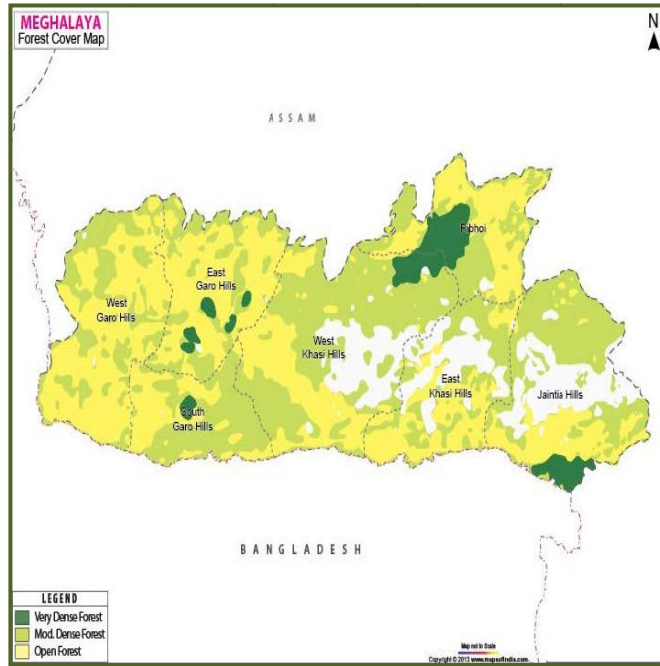 MEGHALAYA
Forest Cover Map
N
ASSAM
Ribhoi
East
Garo Hills
West
Garo Hills
West
Khasi Hills
East
Khasi Hills
Jaintia Hills
South
Garo Hills
BANGLADESH
LEGEND
Very Dense Forest
Mod. Dense Forest
Open Forest
Map not to Scale
Copyright © 2013 www.mapsofindia.com